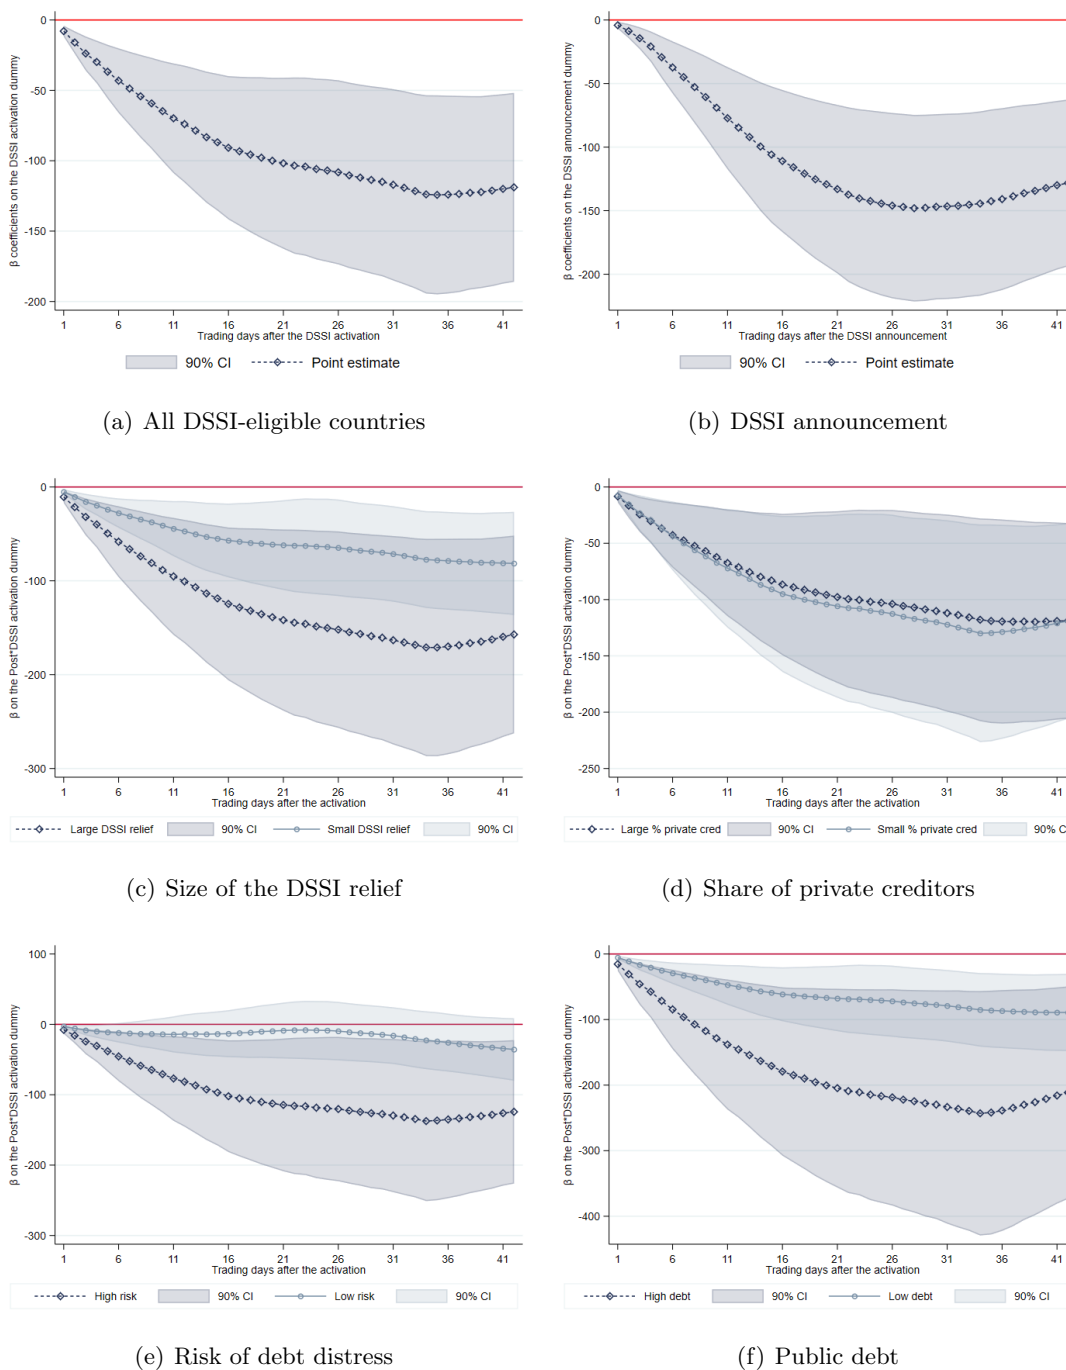 0
-50
-100
-150
-200
β coefficients on the DSSI activation dummy
1 6 11 16 21 26 31 36 41
Trading days after the DSSI activation
90% CI Point estimate
(a) All DSSI-eligible countries
0
-50
-100
-150
-200
β coefficients on the DSSI announcement dummy
1 6 11 16 21 26 31 36 41
Trading days after the DSSI announcement
90% CI Point estimate
(b) DSSI announcement
0
-100
-200
-300
β on the Post*DSSI activation dummy
1 6 11 16 21 26 31 36 41
Trading days after the activation
Large DSSI relief 90% CI Small DSSI relief 90% CI
(c) Size of the DSSI relief
0
-50
-100
-150
-200
-250
β on the Post*DSSI activation dummy
1 6 11 16 21 26 31 36 41
Trading days after the activation
Large % private cred 90% CI Small % private cred 90% C
(d) Share of private creditors
100
0
-100
-200
-300
β on the Post*DSSI activation dummy
1 6 11 16 21 26 31 36 41
Trading days after the activation
High risk 90% CI Low risk 90% CI
(e) Risk of debt distress
0
-100
-200
-300
-400
β on the Post*DSSI activation dummy
1 6 11 16 21 26 31 36 41
Trading days after the activation
High debt 90% CI Low debt 90% CI
(f) Public debt